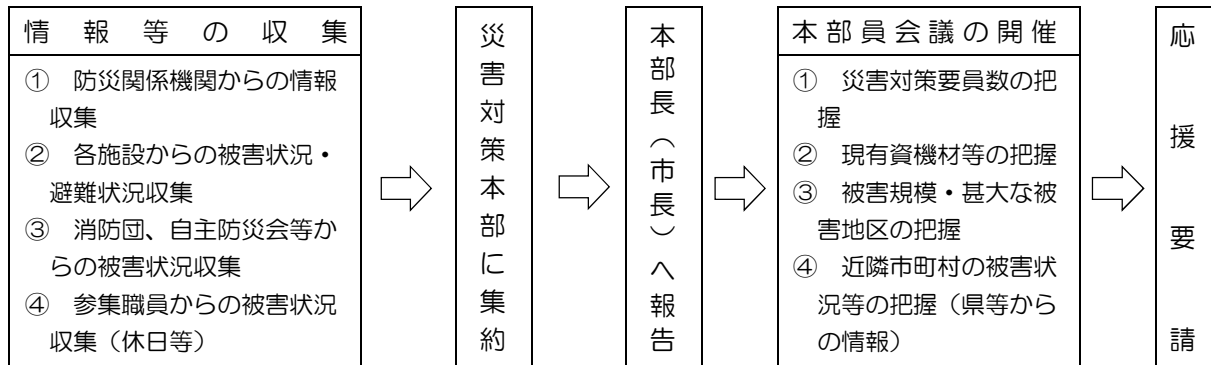 情報等の収集
① 防災関係機関からの情報
収集
② 各施設からの被害状況・
避難状況収集
③ 消防団、自主防災会等か
らの被害状況収集
④ 参集職員からの被害状況
収集（休日等）
災害対策本部に集約
本部長（市長）へ報告
本部員会議の開催
① 災害対策要員数の把
握
② 現有資機材等の把握
③ 被害規模・甚大な被
害地区の把握
④ 近隣市町村の被害状
況等の把握（県等から
の情報）
応援要請